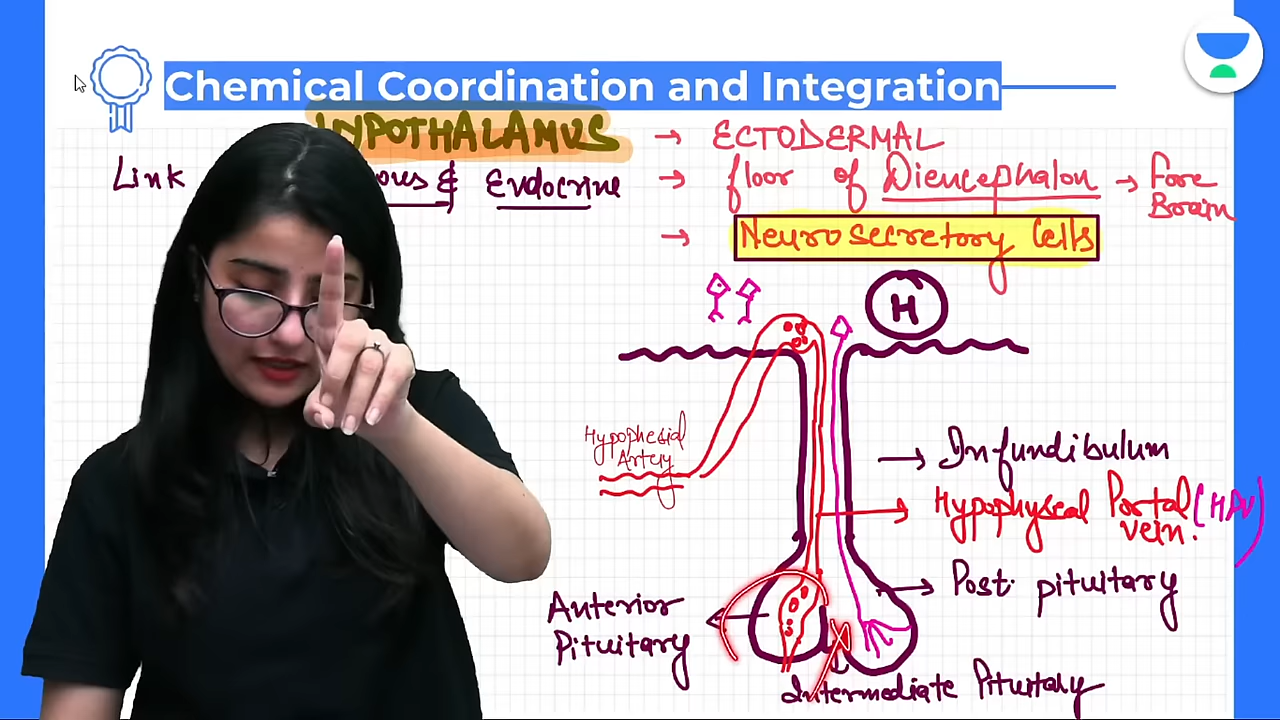 Chemical Coordination and Integration
HYPOTHALAMUS
→ ECTODERMAL
Link ous & Endocrine
→ floor of Diencephalon → Fore Brain
→ Neurosecretory Cells
H
Hypophesial
Artery
→ Infundibulum
→ Hypophyseal Portal (HPV)
vein.
→ Post. pituitary
Anterior
Pituitary
Intermediate Pituitary